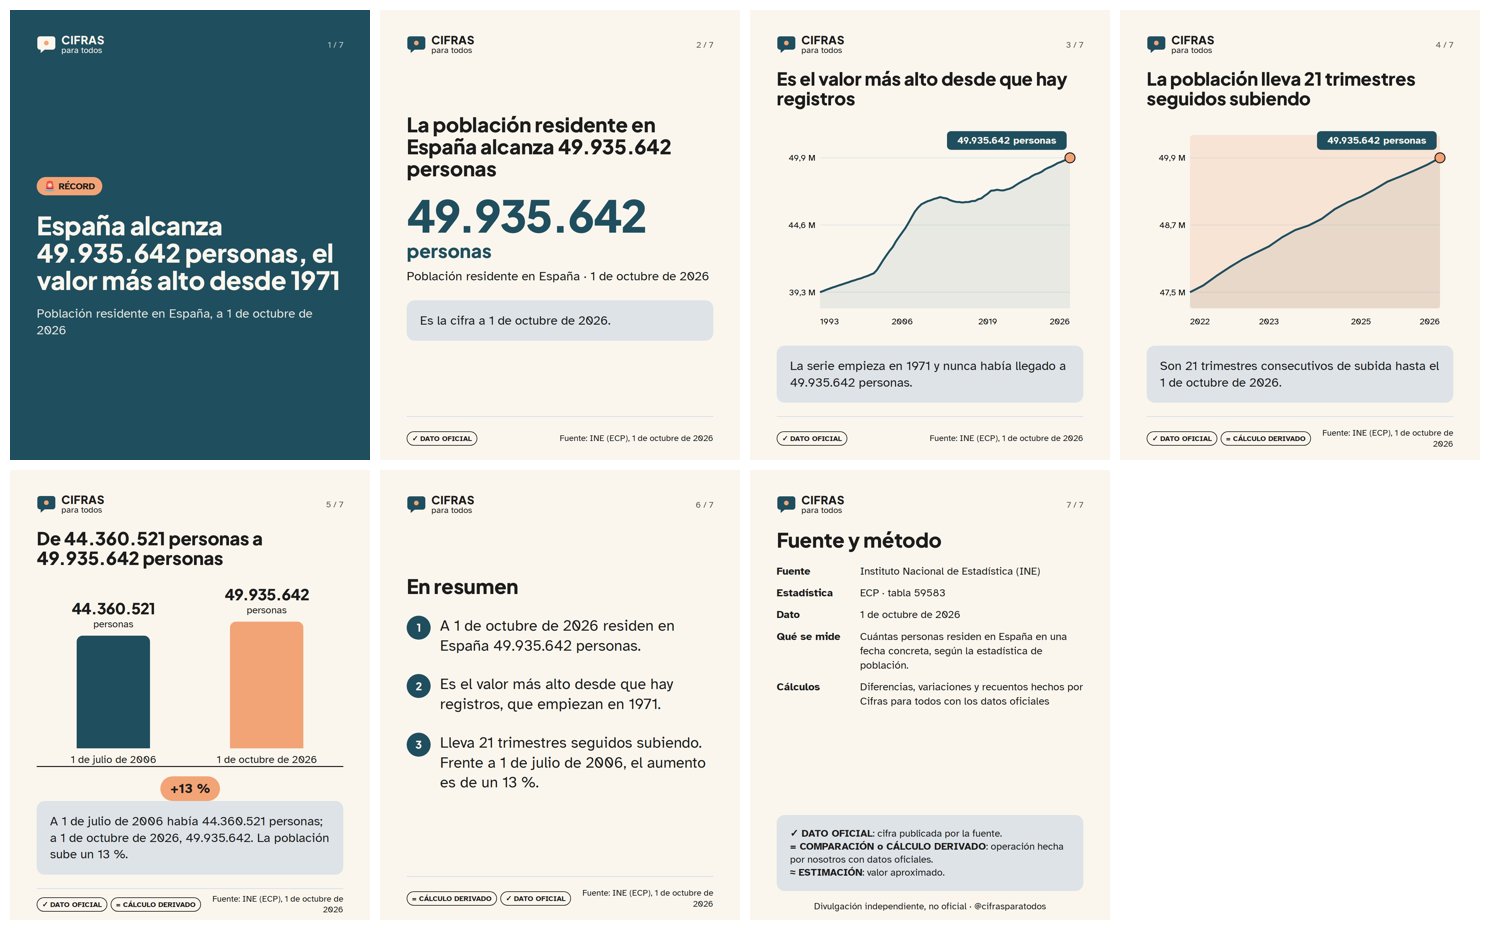 CIFRAS
para todos
1 / 7
🚨 RÉCORD
España alcanza
49.935.642 personas, el
valor más alto desde 1971
Población residente en España, a 1 de octubre de
2026
CIFRAS
para todos
2 / 7
La población residente en
España alcanza 49.935.642
personas
49.935.642
personas
Población residente en España · 1 de octubre de 2026
Es la cifra a 1 de octubre de 2026.
✓ DATO OFICIAL
Fuente: INE (ECP), 1 de octubre de 2026
CIFRAS
para todos
3 / 7
Es el valor más alto desde que hay
registros
49.935.642 personas
49,9 M
44,6 M
39,3 M
1993 2006 2019 2026
La serie empieza en 1971 y nunca había llegado a
49.935.642 personas.
✓ DATO OFICIAL
Fuente: INE (ECP), 1 de octubre de 2026
CIFRAS
para todos
4 / 7
La población lleva 21 trimestres
seguidos subiendo
49.935.642 personas
49,9 M
48,7 M
47,5 M
2022 2023 2025 2026
Son 21 trimestres consecutivos de subida hasta el
1 de octubre de 2026.
✓ DATO OFICIAL
= CÁLCULO DERIVADO
Fuente: INE (ECP), 1 de octubre de
2026
CIFRAS
para todos
5 / 7
De 44.360.521 personas a
49.935.642 personas
44.360.521
personas
49.935.642
personas
1 de julio de 2006
1 de octubre de 2026
+13 %
A 1 de julio de 2006 había 44.360.521 personas;
a 1 de octubre de 2026, 49.935.642. La población
sube un 13 %.
✓ DATO OFICIAL
= CÁLCULO DERIVADO
Fuente: INE (ECP), 1 de octubre de
2026
CIFRAS
para todos
6 / 7
En resumen
1 A 1 de octubre de 2026 residen en
España 49.935.642 personas.
2 Es el valor más alto desde que hay
registros, que empiezan en 1971.
3 Lleva 21 trimestres seguidos subiendo.
Frente a 1 de julio de 2006, el aumento
es de un 13 %.
= CÁLCULO DERIVADO
✓ DATO OFICIAL
Fuente: INE (ECP), 1 de octubre de
2026
CIFRAS
para todos
7 / 7
Fuente y método
Fuente Instituto Nacional de Estadística (INE)
Estadística ECP · tabla 59583
Dato 1 de octubre de 2026
Qué se mide Cuántas personas residen en España en una
fecha concreta, según la estadística de
población.
Cálculos Diferencias, variaciones y recuentos hechos por
Cifras para todos con los datos oficiales
✓ DATO OFICIAL: cifra publicada por la fuente.
= COMPARACIÓN o CÁLCULO DERIVADO: operación hecha
por nosotros con datos oficiales.
≈ ESTIMACIÓN: valor aproximado.
Divulgación independiente, no oficial · @cifrasparatodos